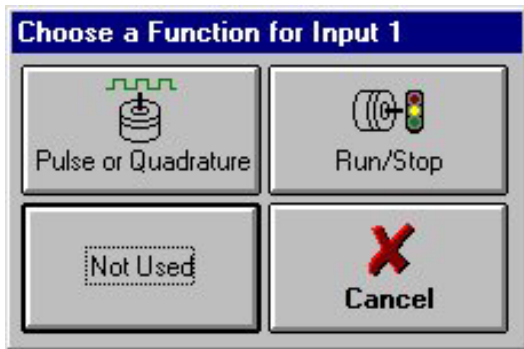 Choose a Function for Input 1
Pulse or Quadrature
Run/Stop
Not Used
Cancel